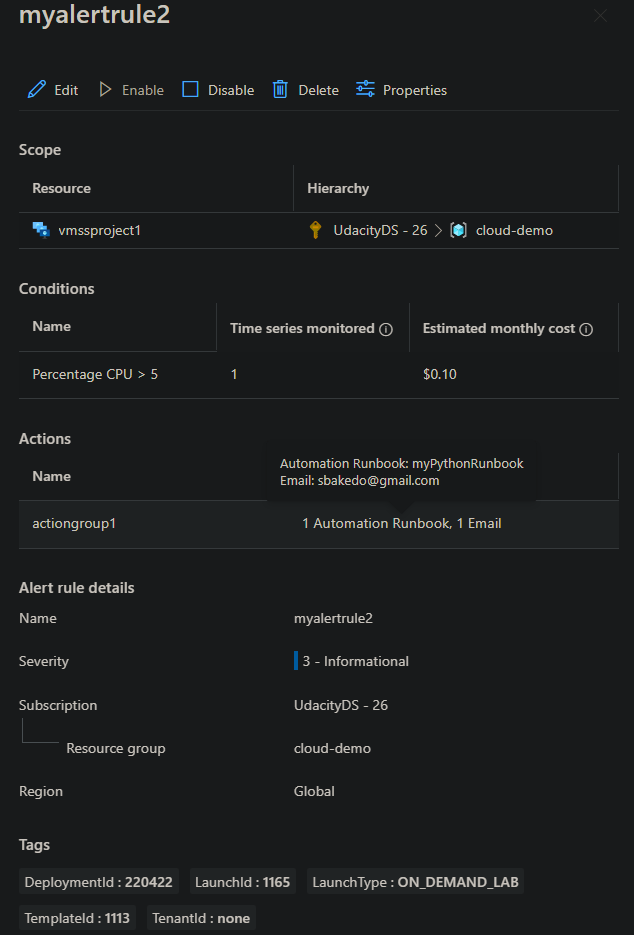 myalertrule2
Edit Enable Disable Delete Properties
Scope
Resource Hierarchy
vmssproject1 UdacityDS - 26 > cloud-demo
Conditions
Name Time series monitored Estimated monthly cost
Percentage CPU > 5 1 $0.10
Actions
Automation Runbook: myPythonRunbook
Email: sbakedo@gmail.com
Name
actiongroup1 1 Automation Runbook, 1 Email
Alert rule details
Name myalertrule2
Severity 3 - Informational
Subscription UdacityDS - 26
Resource group cloud-demo
Region Global
Tags
DeploymentId : 220422 LaunchId : 1165 LaunchType : ON_DEMAND_LAB
TemplateId : 1113 TenantId : none